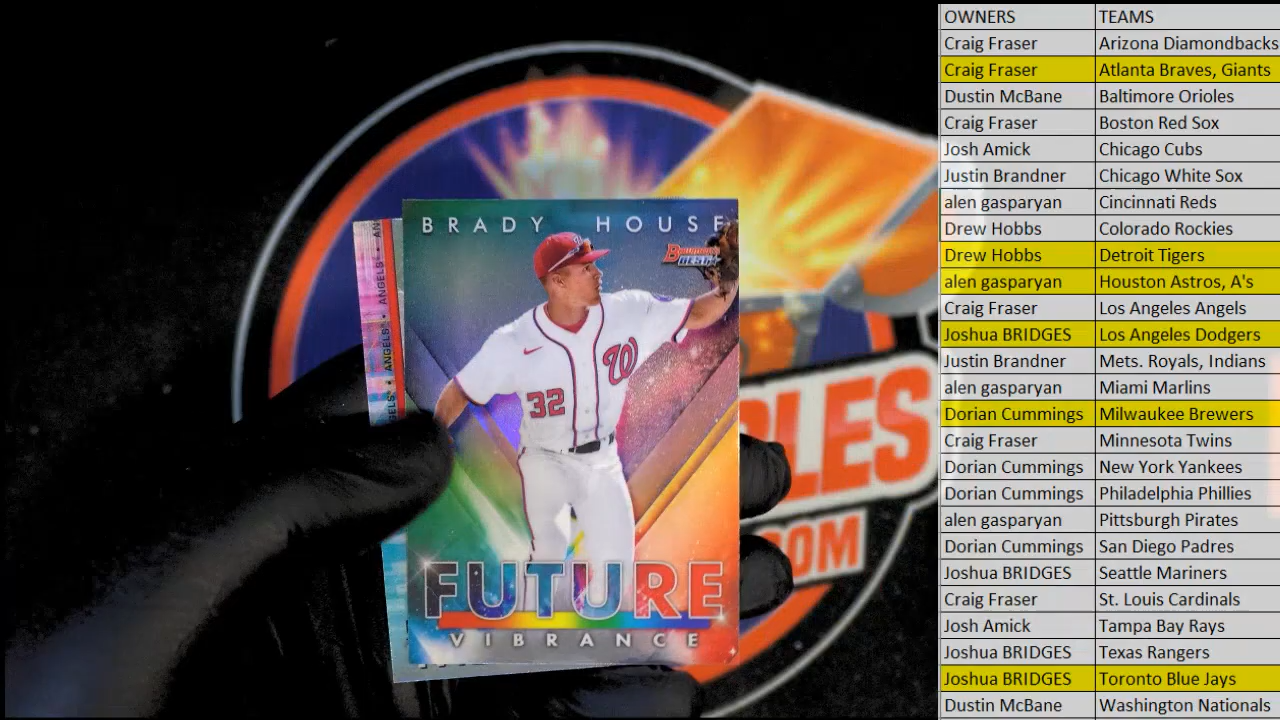 BRADY HOUSE
Bowman's
BEST
W
32
FUTURE
VIBRANCE
ANGELS • ANGELS
PLES
.COM
OWNERS TEAMS
Craig Fraser Arizona Diamondbacks
Craig Fraser Atlanta Braves, Giants
Dustin McBane Baltimore Orioles
Craig Fraser Boston Red Sox
Josh Amick Chicago Cubs
Justin Brandner Chicago White Sox
alen gasparyan Cincinnati Reds
Drew Hobbs Colorado Rockies
Drew Hobbs Detroit Tigers
alen gasparyan Houston Astros, A's
Craig Fraser Los Angeles Angels
Joshua BRIDGES Los Angeles Dodgers
Justin Brandner Mets. Royals, Indians
alen gasparyan Miami Marlins
Dorian Cummings Milwaukee Brewers
Craig Fraser Minnesota Twins
Dorian Cummings New York Yankees
Dorian Cummings Philadelphia Phillies
alen gasparyan Pittsburgh Pirates
Dorian Cummings San Diego Padres
Joshua BRIDGES Seattle Mariners
Craig Fraser St. Louis Cardinals
Josh Amick Tampa Bay Rays
Joshua BRIDGES Texas Rangers
Joshua BRIDGES Toronto Blue Jays
Dustin McBane Washington Nationals